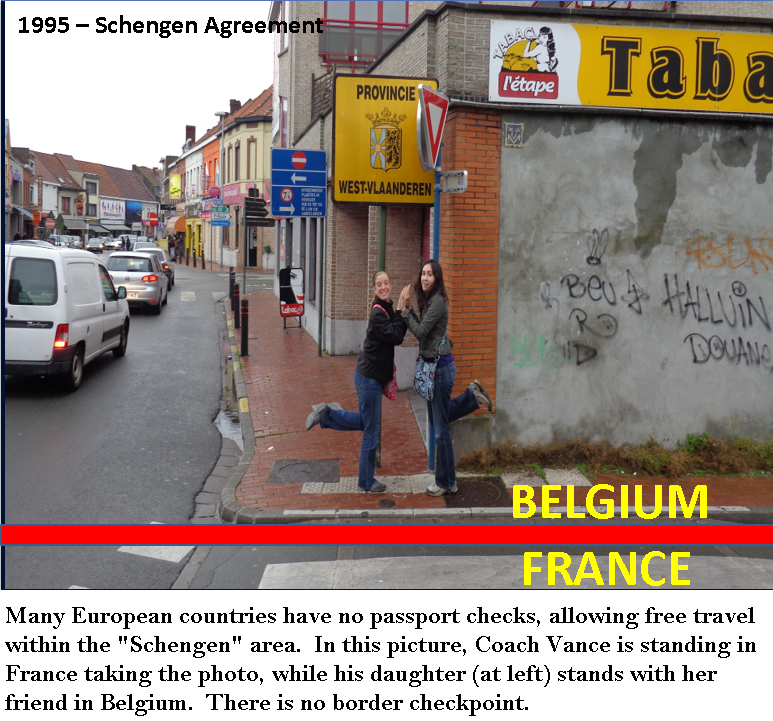 1995 – Schengen Agreement
TABAC
l'étape
Taba
PROVINCIE
WEST-VLAANDEREN
HALLUIN
DOUANE
BELGIUM
FRANCE
Many European countries have no passport checks, allowing free travel
within the "Schengen" area.  In this picture, Coach Vance is standing in
France taking the photo, while his daughter (at left) stands with her
friend in Belgium.  There is no border checkpoint.